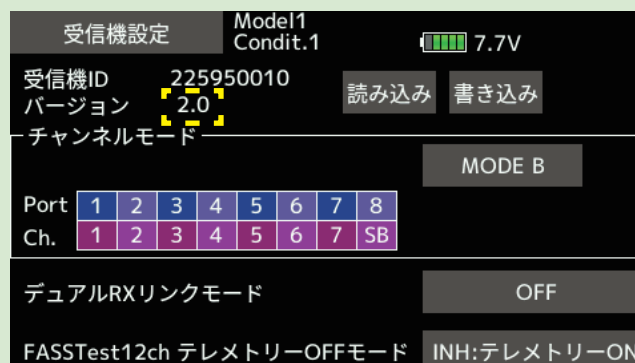 受信機設定
Model1
Condit.1
7.7V
受信機ID 225950010
バージョン 2.0
読み込み 書き込み
チャンネルモード
MODE B
Port 1 2 3 4 5 6 7 8
Ch. 1 2 3 4 5 6 7 SB
デュアルRXリンクモード OFF
FASSTest12ch テレメトリーOFFモード INH:テレメトリーON